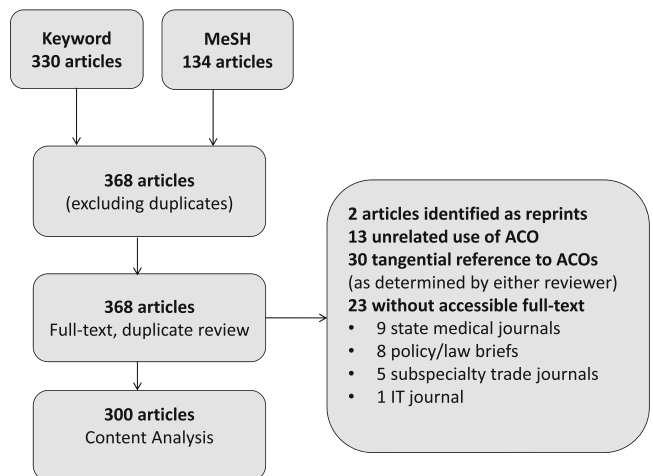 Keyword
330 articles
MeSH
134 articles
368 articles
(excluding duplicates)
368 articles
Full-text, duplicate review
300 articles
Content Analysis
2 articles identified as reprints
13 unrelated use of ACO
30 tangential reference to ACOs
(as determined by either reviewer)
23 without accessible full-text
• 9 state medical journals
• 8 policy/law briefs
• 5 subspecialty trade journals
• 1 IT journal